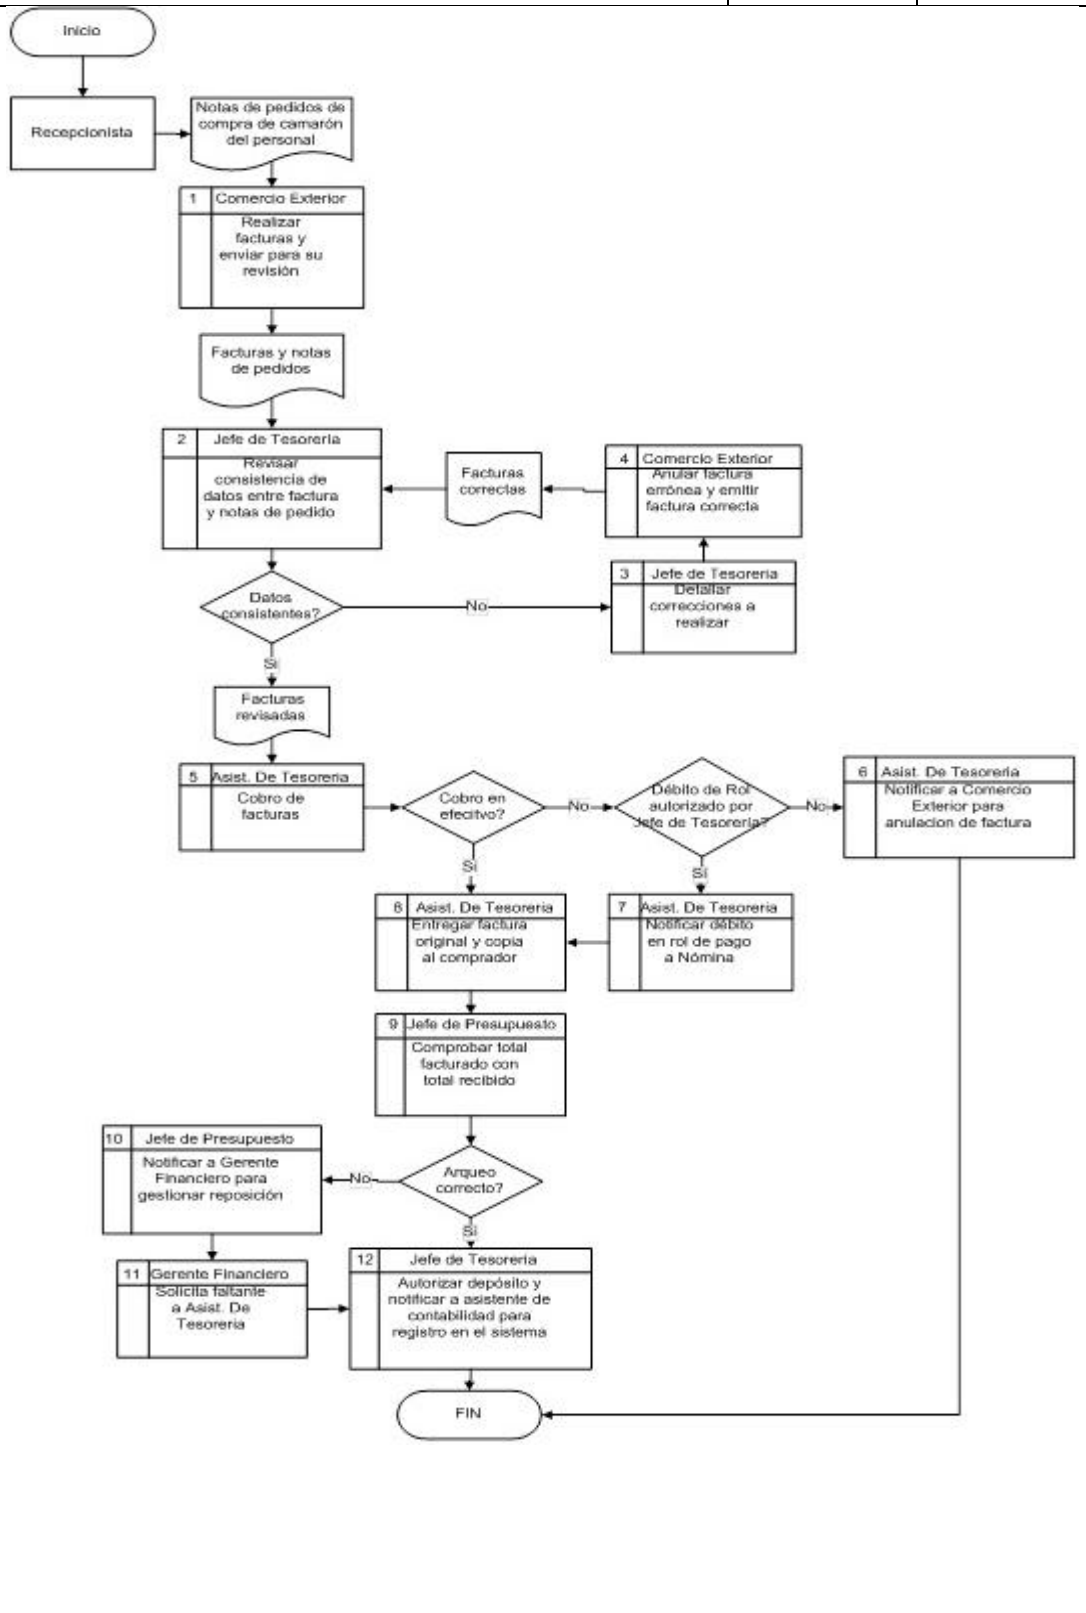 Inicio
Recepcionista
Notas de pedidos de
compra de camarón
del personal
1 Comercio Exterior
Realizar
facturas y
enviar para su
revisión
Facturas y notas
de pedidos
2 Jefe de Tesorería
Revisar
consistencia de
datos entre factura
y notas de pedido
Facturas
correctas
4 Comercio Exterior
Anular factura
errónea y emitir
factura correcta
3 Jefe de Tesorería
Detallar
correcciones a
realizar
Datos
consistentes?
No
Si
Facturas
revisadas
5 Asist. De Tesoreria
Cobro de
facturas
Cobro en
efecitvo?
No
Débito de Rol
autorizado por
Jefe de Tesorería?
No
6 Asist. De Tesoreria
Notificar a Comercio
Exterior para
anulacion de factura
Si
Si
8 Asist. De Tesoreria
Entregar factura
original y copia
al comprador
7 Asist. De Tesoreria
Notificar débito
en rol de pago
a Nómina
9 Jefe de Presupuesto
Comprobar total
facturado con
total recibido
10 Jefe de Presupuesto
Notificar a Gerente
Financiero para
gestionar reposición
No
Arqueo
correcto?
Si
11 Gerente Financiero
Solicita faltante
a Asist. De
Tesoreria
12 Jefe de Tesoreria
Autorizar depósito y
notificar a asistente de
contabilidad para
registro en el sistema
FIN